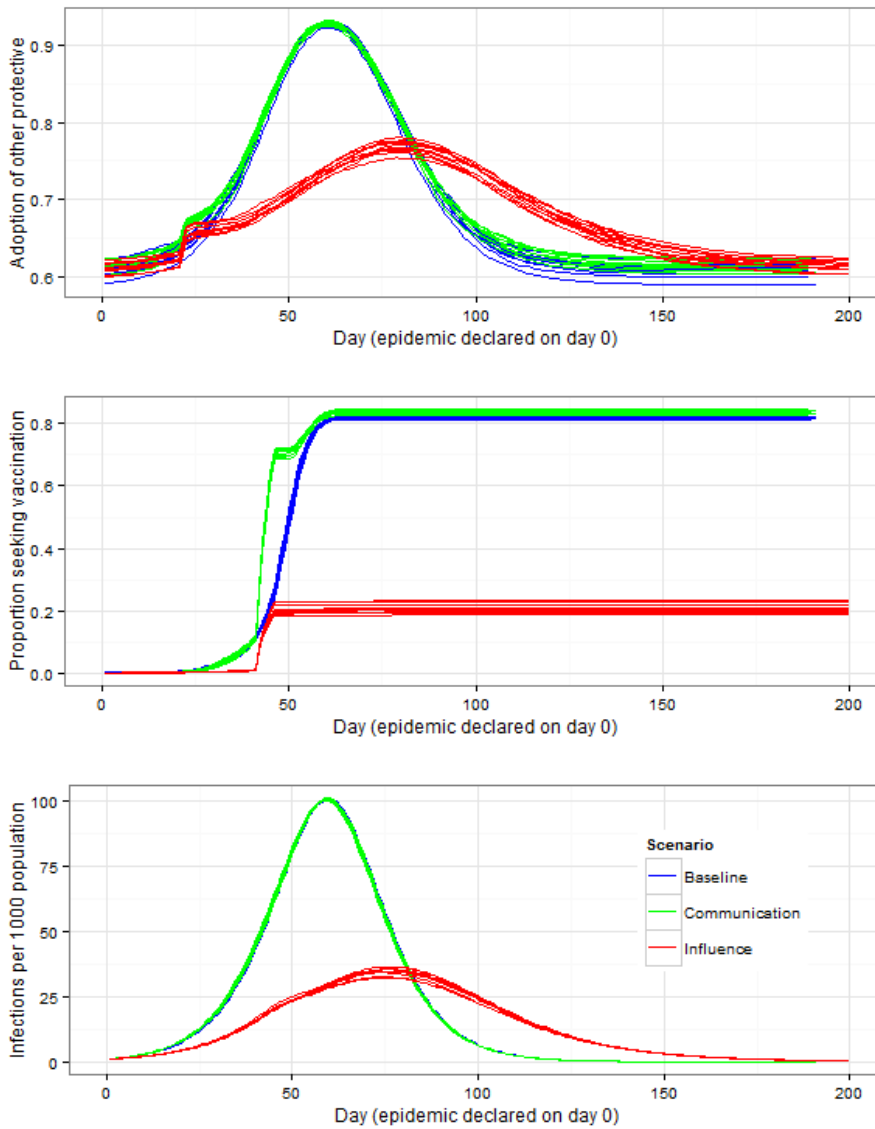 Adoption of other protective
0.9
0.8
0.7
0.6
0
50
100
150
200
Day (epidemic declared on day 0)
Proportion seeking vaccination
0.8
0.6
0.4
0.2
0.0
0
50
100
150
200
Day (epidemic declared on day 0)
Infections per 1000 population
100
75
50
25
0
Scenario
Baseline
Communication
Influence
0
50
100
150
200
Day (epidemic declared on day 0)